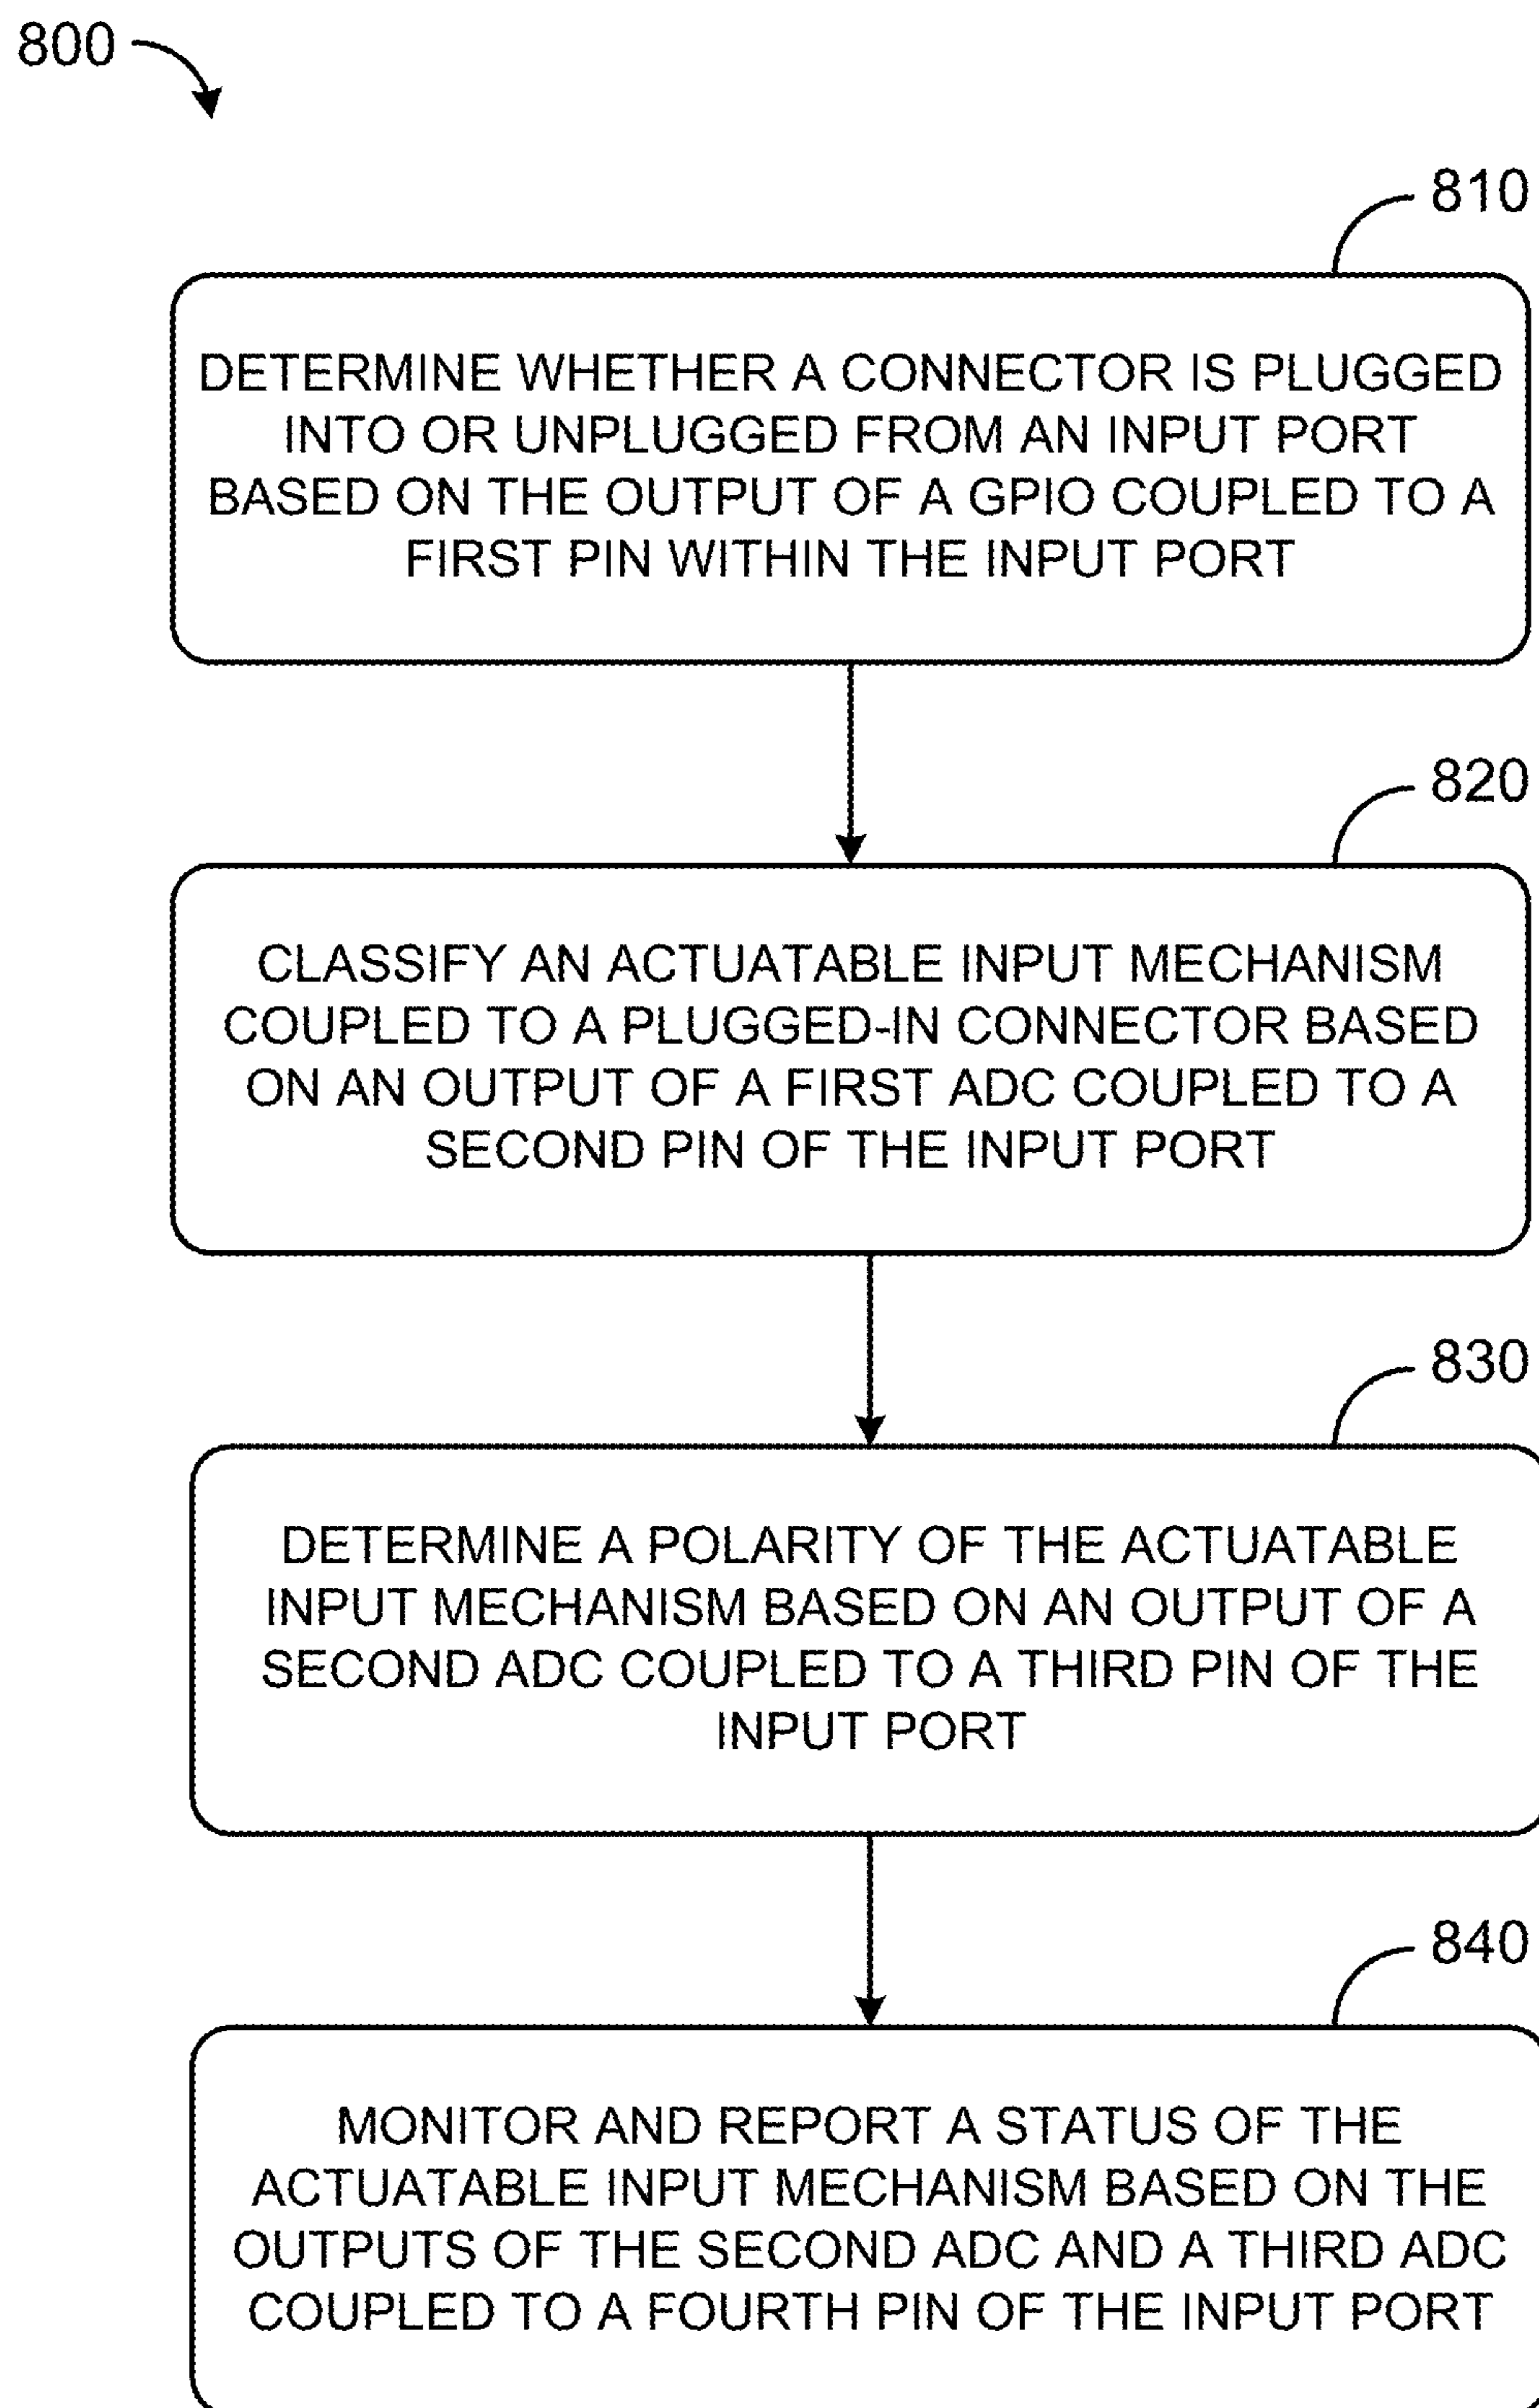 800
810
DETERMINE WHETHER A CONNECTOR IS PLUGGED
INTO OR UNPLUGGED FROM AN INPUT PORT
BASED ON THE OUTPUT OF A GPIO COUPLED TO A
FIRST PIN WITHIN THE INPUT PORT
820
CLASSIFY AN ACTUATABLE INPUT MECHANISM
COUPLED TO A PLUGGED-IN CONNECTOR BASED
ON AN OUTPUT OF A FIRST ADC COUPLED TO A
SECOND PIN OF THE INPUT PORT
830
DETERMINE A POLARITY OF THE ACTUATABLE
INPUT MECHANISM BASED ON AN OUTPUT OF A
SECOND ADC COUPLED TO A THIRD PIN OF THE
INPUT PORT
840
MONITOR AND REPORT A STATUS OF THE
ACTUATABLE INPUT MECHANISM BASED ON THE
OUTPUTS OF THE SECOND ADC AND A THIRD ADC
COUPLED TO A FOURTH PIN OF THE INPUT PORT